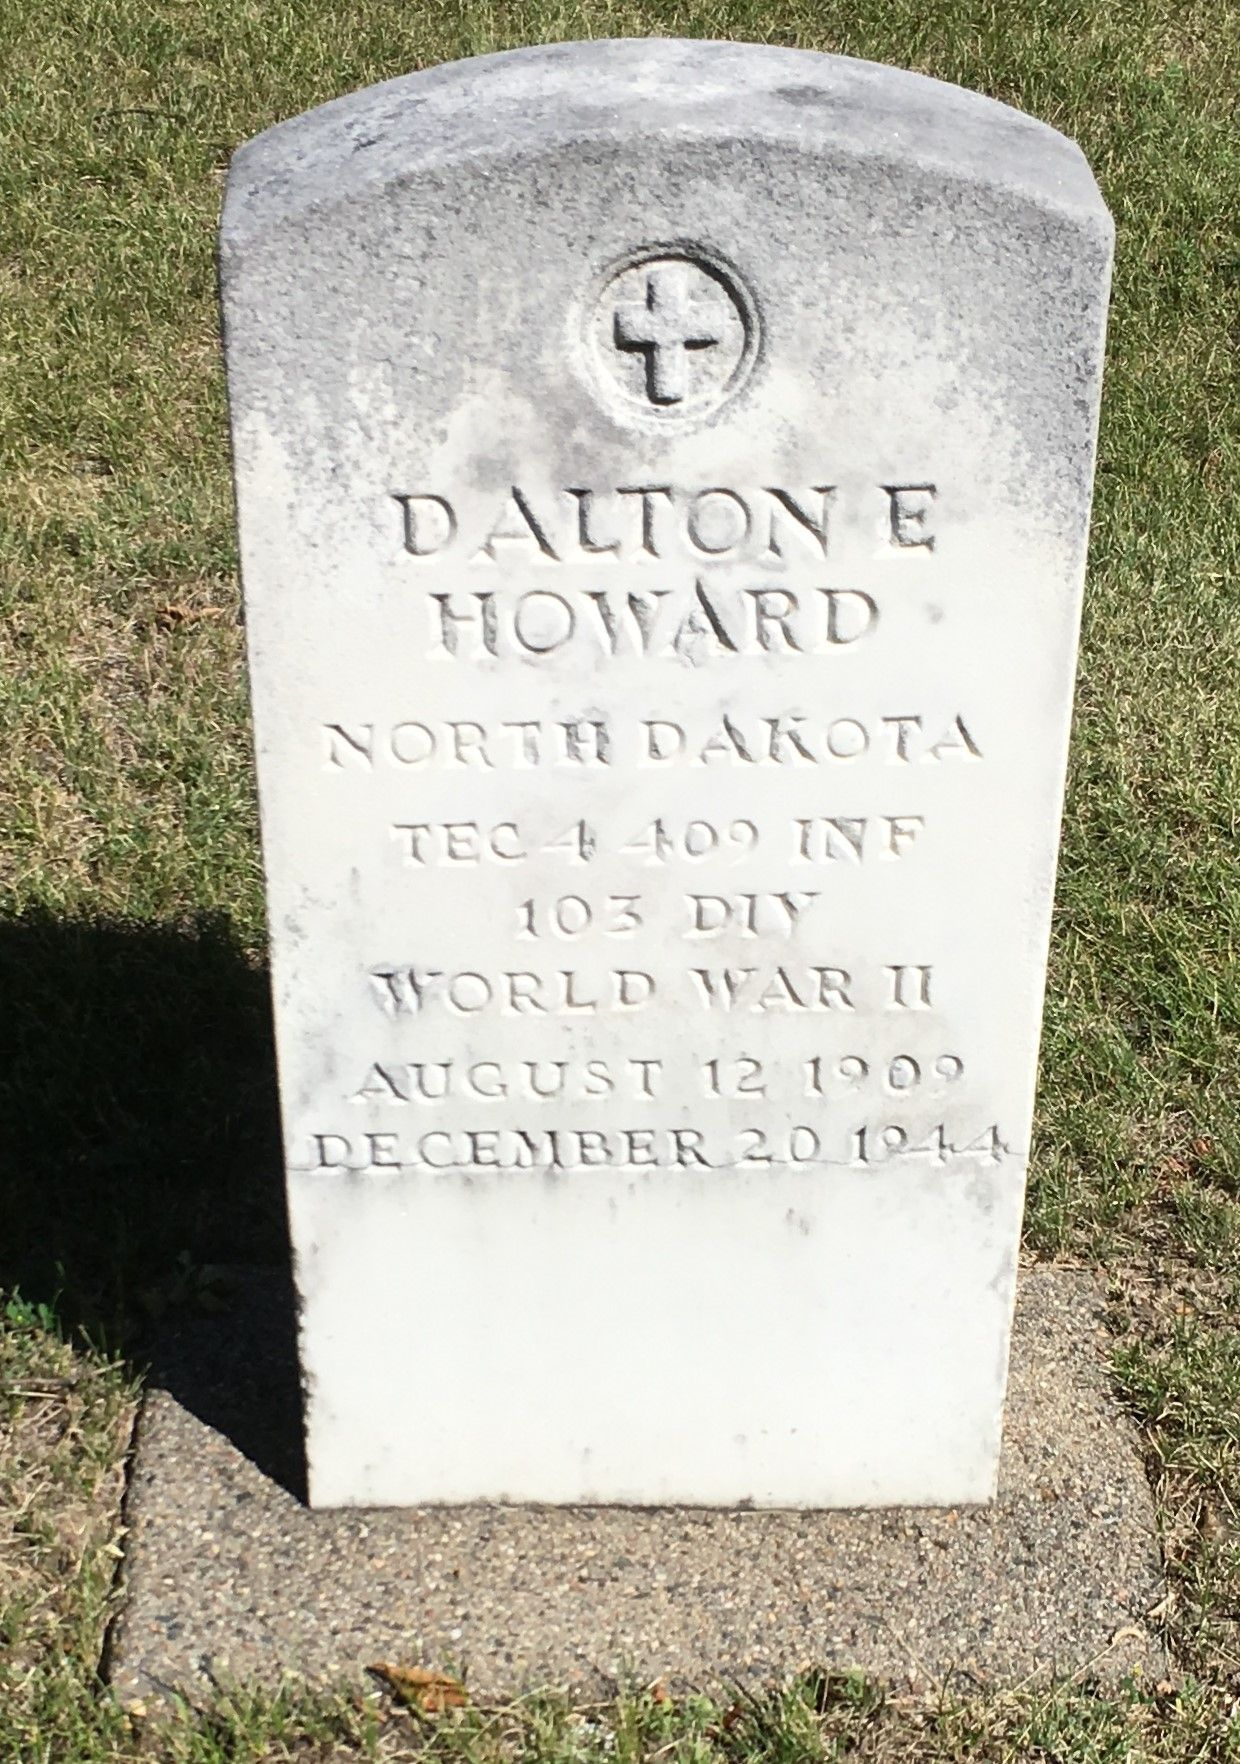 DALTON E
HOWARD
NORTH DAKOTA
TEC 4 409 INF
103 DIV
WORLD WAR II
AUGUST 12 1909
DECEMBER 20 1944